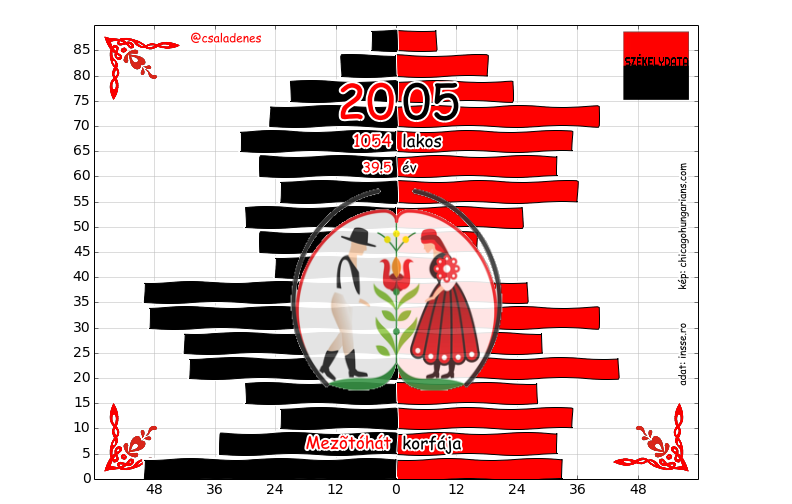 @csaladenes
SZÉKELYDATA
2005
1054 lakos
39.5 év
kép: chicagohungarians.com
adat: insse.ro
Mezőtóhát korfája
85
80
75
70
65
60
55
50
45
40
35
30
25
20
15
10
5
0
48 36 24 12 0 12 24 36 48